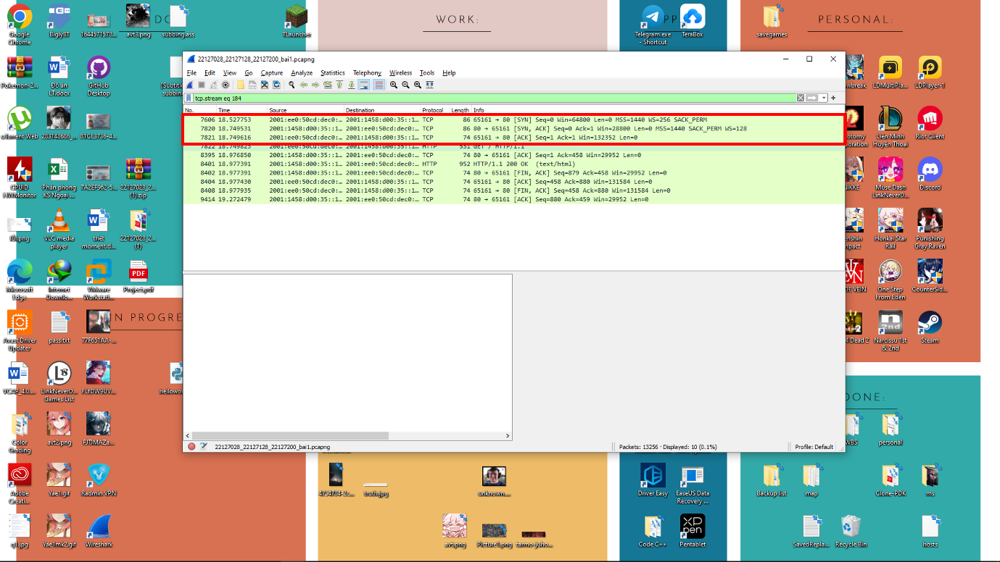 DO
WORK:
PERSONAL:
Google Chrome
BiglyBT
1644571578...
avt3.png
subbing.ass
TLauncher
Telegram.exe - Shortcut
TeraBox
savegames
22127028_22127128_22127200_bai1.pcapng
File Edit View Go Capture Analyze Statistics Telephony Wireless Tools Help
tcp.stream eq 184
No. Time Source Destination Protocol Length Info
7606 18.527753 2001:ee0:50cd:dec0:... 2001:1458:d00:35::1... TCP 86 65161 → 80 [SYN] Seq=0 Win=64800 Len=0 MSS=1440 WS=256 SACK_PERM
7820 18.749531 2001:1458:d00:35::1... 2001:ee0:50cd:dec0:... TCP 86 80 → 65161 [SYN, ACK] Seq=0 Ack=1 Win=28800 Len=0 MSS=1440 SACK_PERM WS=128
7821 18.749616 2001:ee0:50cd:dec0:... 2001:1458:d00:35::1... TCP 74 65161 → 80 [ACK] Seq=1 Ack=1 Win=132352 Len=0
7822 18.749823 2001:ee0:50cd:dec0:... 2001:1458:d00:35::1... HTTP 531 GET / HTTP/1.1
8395 18.976850 2001:1458:d00:35::1... 2001:ee0:50cd:dec0:... TCP 74 80 → 65161 [ACK] Seq=1 Ack=458 Win=29952 Len=0
8401 18.977391 2001:1458:d00:35::1... 2001:ee0:50cd:dec0:... HTTP 952 HTTP/1.1 200 OK (text/html)
8402 18.977391 2001:1458:d00:35::1... 2001:ee0:50cd:dec0:... TCP 74 80 → 65161 [FIN, ACK] Seq=879 Ack=458 Win=29952 Len=0
8404 18.977430 2001:ee0:50cd:dec0:... 2001:1458:d00:35::1... TCP 74 65161 → 80 [ACK] Seq=458 Ack=880 Win=131584 Len=0
8408 18.977935 2001:ee0:50cd:dec0:... 2001:1458:d00:35::1... TCP 74 65161 → 80 [FIN, ACK] Seq=458 Ack=880 Win=131584 Len=0
9414 19.272479 2001:1458:d00:35::1... 2001:ee0:50cd:dec0:... TCP 74 80 → 65161 [ACK] Seq=880 Ack=459 Win=29952 Len=0
22127028_22127128_22127200_bai1.pcapng
Packets: 13256 · Displayed: 10 (0.1%)
Profile: Default
Pokemon-2...
Đồ án LT.docx
GitHub Desktop
[Subtitle... subbin...
LDMultiPla...
LDPlayer-1
uTorrent Web
283148686_...
81CE3736-4...
Liên Minh Huyền Thoại
Riot Client
CPUID HWMonitor
Phân phòng KS Ngoại ...
7A2EF962-5...
22127028_2... (1).zip
NIKKE
Muse Dash LinkNeverD...
Discord
VLC media player
triết moment.d...
22127028_2... (1)
Honkai Star Rail
Punishing Gray Raven
Microsoft Edge
Internet Downlo...
VMware Workstati...
Project.pdf
PDF
One Step From Eden
CounterSid...
N PROGRE
Avast Driver Updater
pass.txt
77F651AA-...
Narcissu 1st & 2nd
Steam
VCAP_4.0....
LinkNeverD... Games List
FLfDW9UV...
hellowo...
DONE:
Color Grading
avt2.png
FJTJMAZa...
WBS
personal
Adobe Creati...
Yae1.gif
Radmin VPN
4754784-2c...
truth.jpg
unknown....
Driver Easy
EaseUS Data Recovery ...
Backup list
map
Clone-PDK
ms
Yae1mk2.gif
Wireshark
Picture1.png
Code C++
Pentablet
SavedRepla...
Recycle Bin
hosts